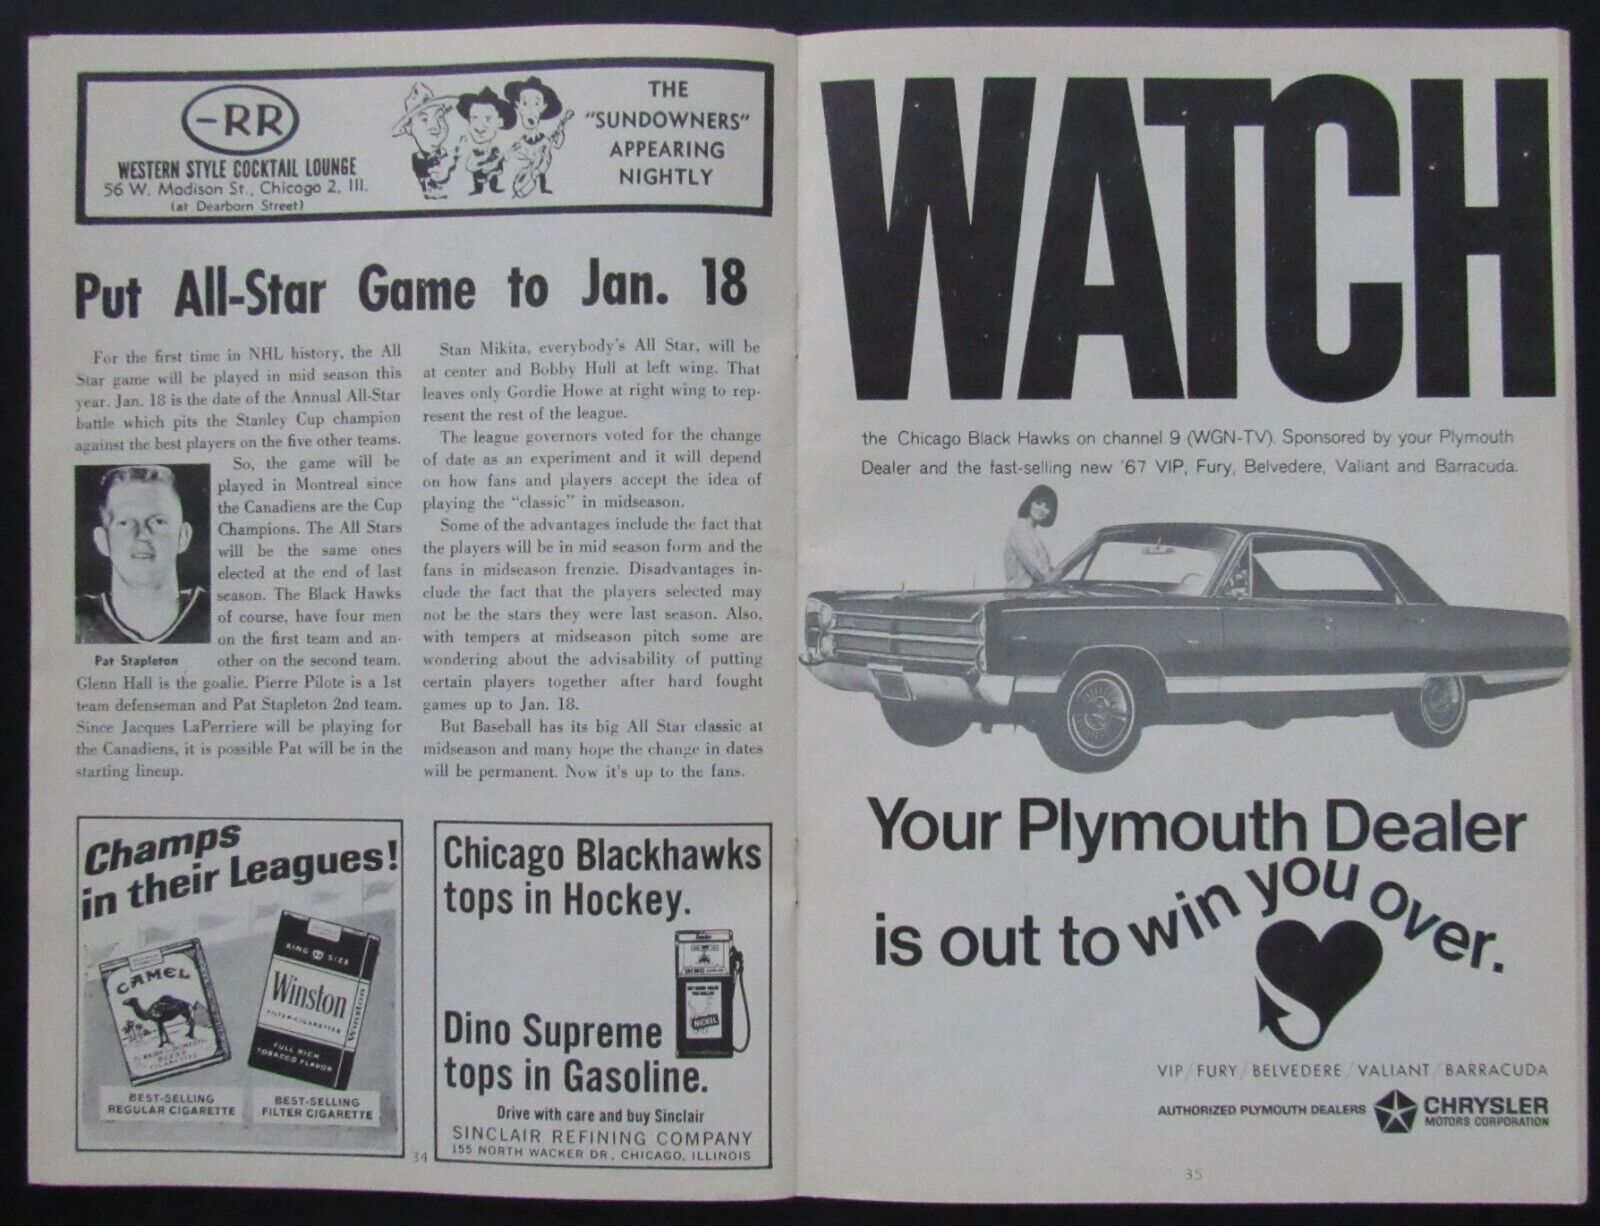 –RR
WESTERN STYLE COCKTAIL LOUNGE
56 W. Madison St., Chicago 2, Ill.
(at Dearborn Street)
THE
"SUNDOWNERS"
APPEARING
NIGHTLY
Put All-Star Game to Jan. 18
For the first time in NHL history, the All
Star game will be played in mid season this
year. Jan. 18 is the date of the Annual All-Star
battle which pits the Stanley Cup champion
against the best players on the five other teams.
So, the game will be
played in Montreal since
the Canadiens are the Cup
Champions. The All Stars
will be the same ones
elected at the end of last
season. The Black Hawks
of course, have four men
on the first team and an-
other on the second team.
Pat Stapleton
Glenn Hall is the goalie. Pierre Pilote is a 1st
team defenseman and Pat Stapleton 2nd team.
Since Jacques LaPerriere will be playing for
the Canadiens, it is possible Pat will be in the
starting lineup.
Stan Mikita, everybody's All Star, will be
at center and Bobby Hull at left wing. That
leaves only Gordie Howe at right wing to rep-
resent the rest of the league.
The league governors voted for the change
of date as an experiment and it will depend
on how fans and players accept the idea of
playing the "classic" in midseason.
Some of the advantages include the fact that
the players will be in mid season form and the
fans in midseason frenzie. Disadvantages in-
clude the fact that the players selected may
not be the stars they were last season. Also,
with tempers at midseason pitch some are
wondering about the advisability of putting
certain players together after hard fought
games up to Jan. 18.
But Baseball has its big All Star classic at
midseason and many hope the change in dates
will be permanent. Now it's up to the fans.
Champs
in their Leagues!
CAMEL
TURKISH & DOMESTIC
BLEND
CIGARETTES
KING SIZE
Winston
FILTER-CIGARETTES
Winston
FULL RICH
TOBACCO FLAVOR
BEST-SELLING
REGULAR CIGARETTE
BEST-SELLING
FILTER CIGARETTE
Chicago Blackhawks
tops in Hockey.
DINO
NICKEL
Dino Supreme
tops in Gasoline.
Drive with care and buy Sinclair
SINCLAIR REFINING COMPANY
155 NORTH WACKER DR., CHICAGO, ILLINOIS
34
WATCH
the Chicago Black Hawks on channel 9 (WGN-TV). Sponsored by your Plymouth
Dealer and the fast-selling new '67 VIP, Fury, Belvedere, Valiant and Barracuda.
Your Plymouth Dealer
is out to win you over.
VIP/FURY/BELVEDERE/VALIANT/BARRACUDA
AUTHORIZED PLYMOUTH DEALERS
CHRYSLER
MOTORS CORPORATION
35